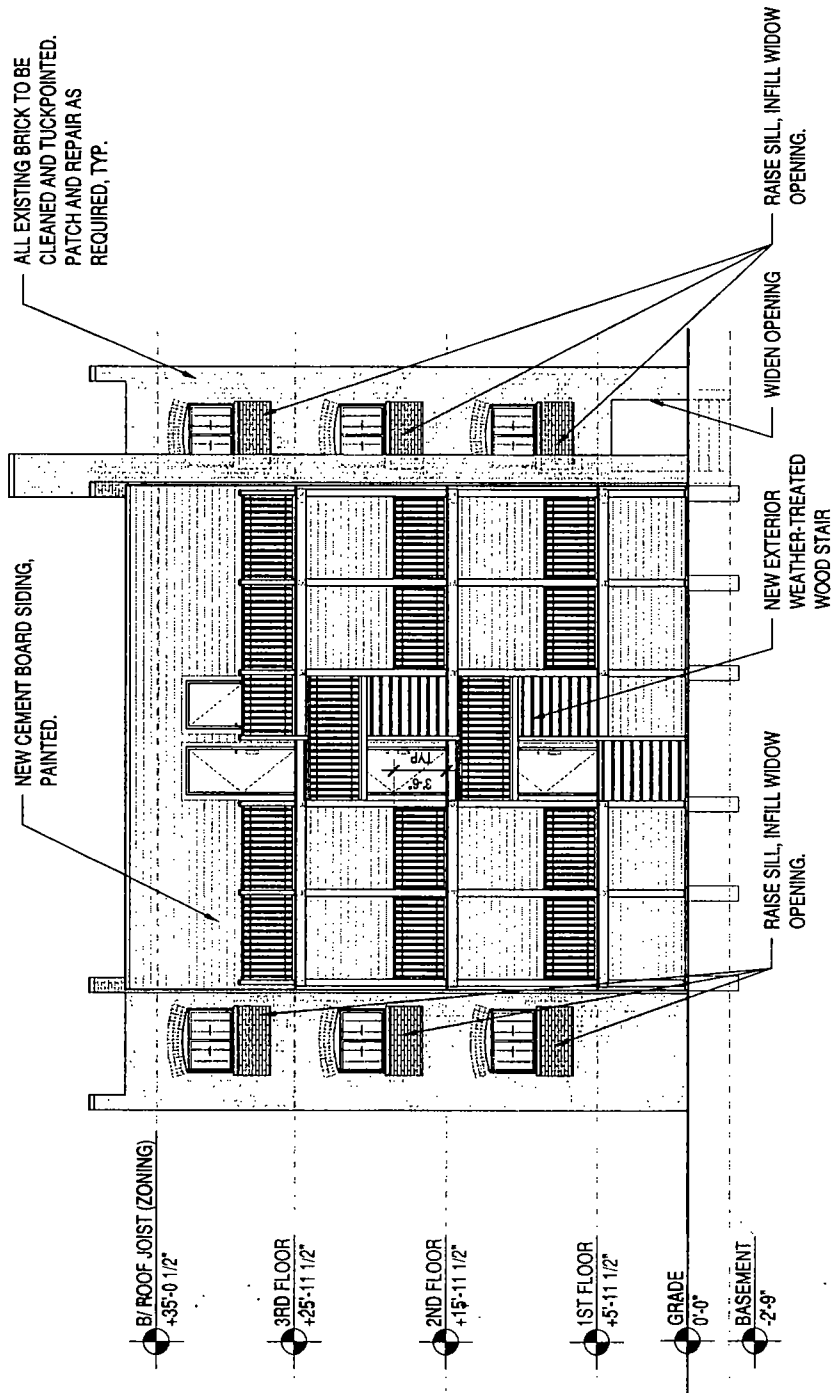 ALL EXISTING BRICK TO BE
CLEANED AND TUCKPOINTED.
PATCH AND REPAIR AS
REQUIRED, TYP.
NEW CEMENT BOARD SIDING,
PAINTED.
B/ ROOF JOIST (ZONING)
+35'-0 1/2"
3RD FLOOR
+25'-11 1/2"
2ND FLOOR
+15'-11 1/2"
1ST FLOOR
+5'-11 1/2"
GRADE
0'-0"
BASEMENT
-2'-9"
3'-6"
TYP
RAISE SILL, INFILL WIDOW
OPENING.
NEW EXTERIOR
WEATHER-TREATED
WOOD STAIR
WIDEN OPENING
RAISE SILL, INFILL WIDOW
OPENING.